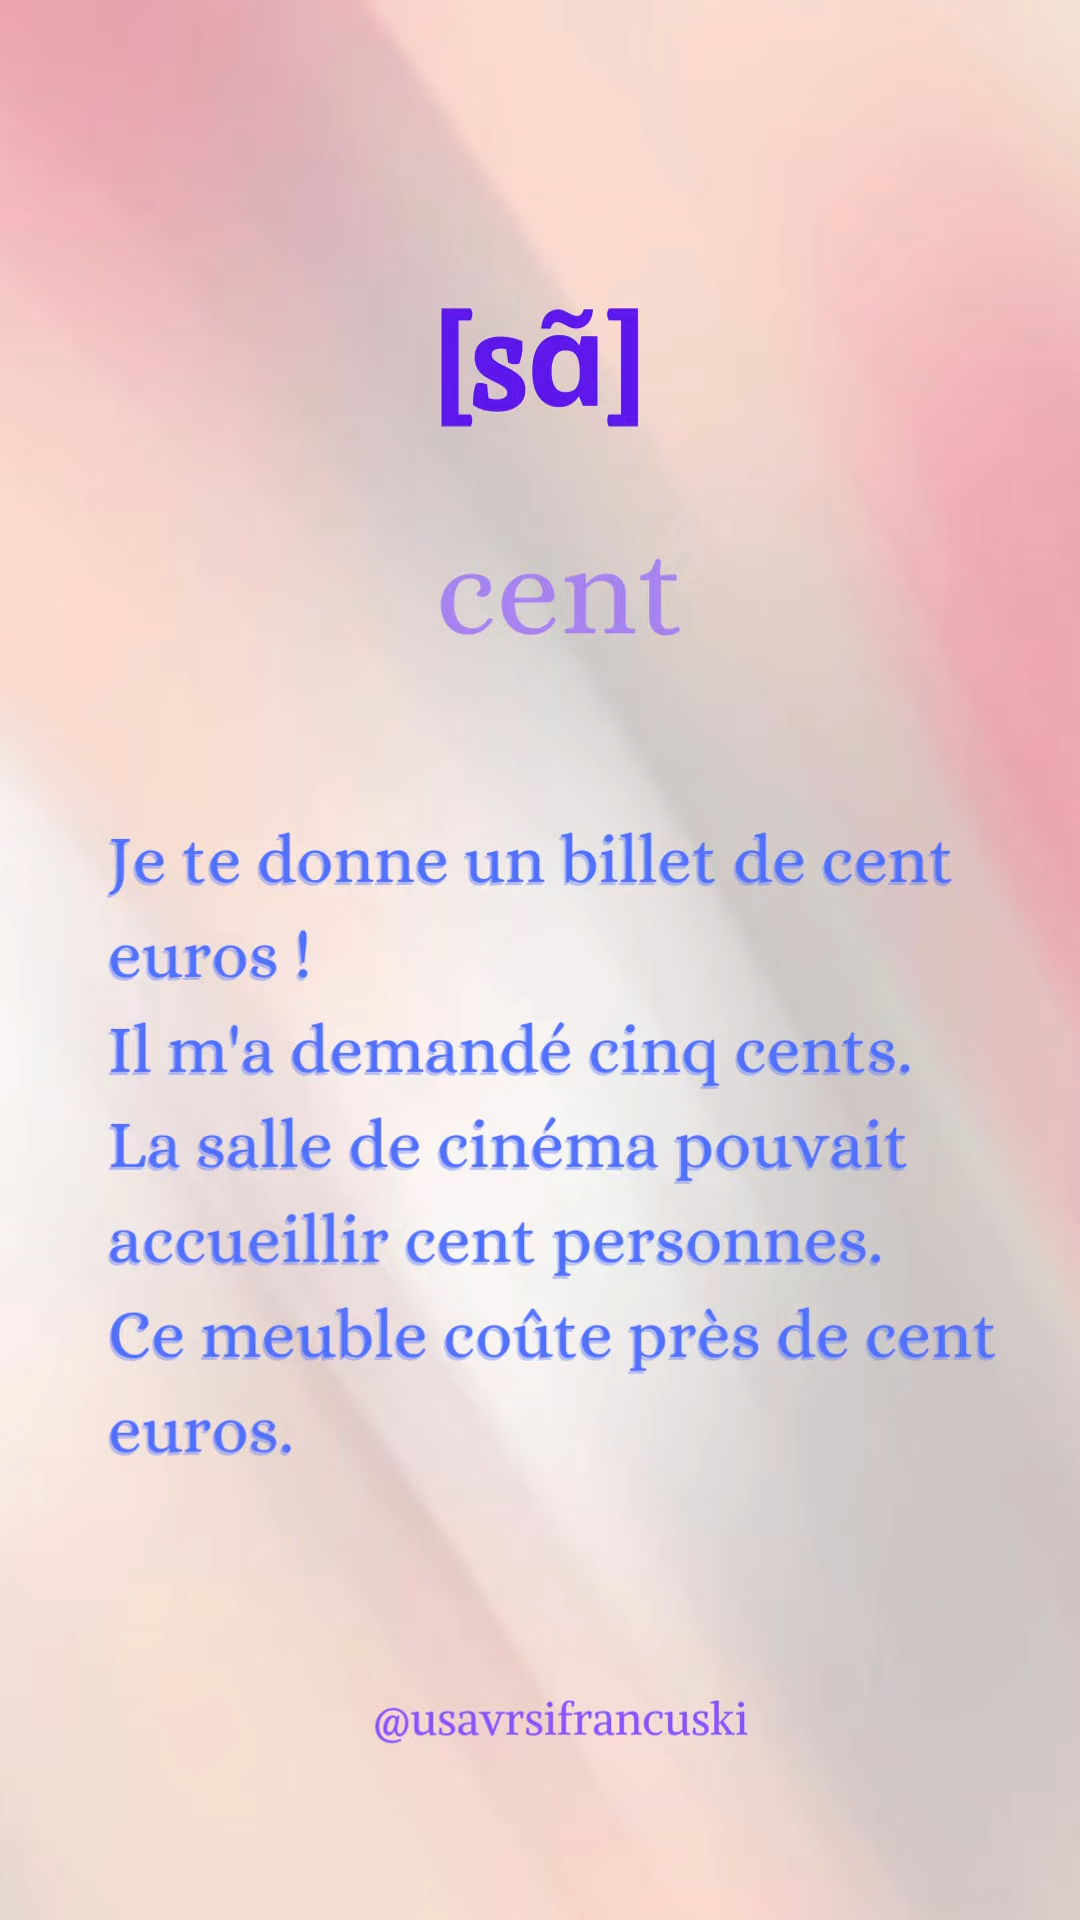 [sɑ̃]
cent
Je te donne un billet de cent
euros !
Il m'a demandé cinq cents.
La salle de cinéma pouvait
accueillir cent personnes.
Ce meuble coûte près de cent
euros.
@usavrsifrancuski